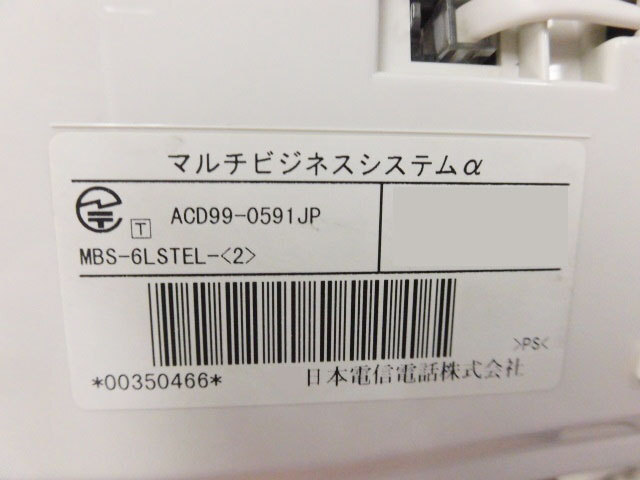 マルチビジネスシステムα
T ACD99-0591JP
MBS-6LSTEL-<2>
>PS<
*00350466* 日本電信電話株式会社